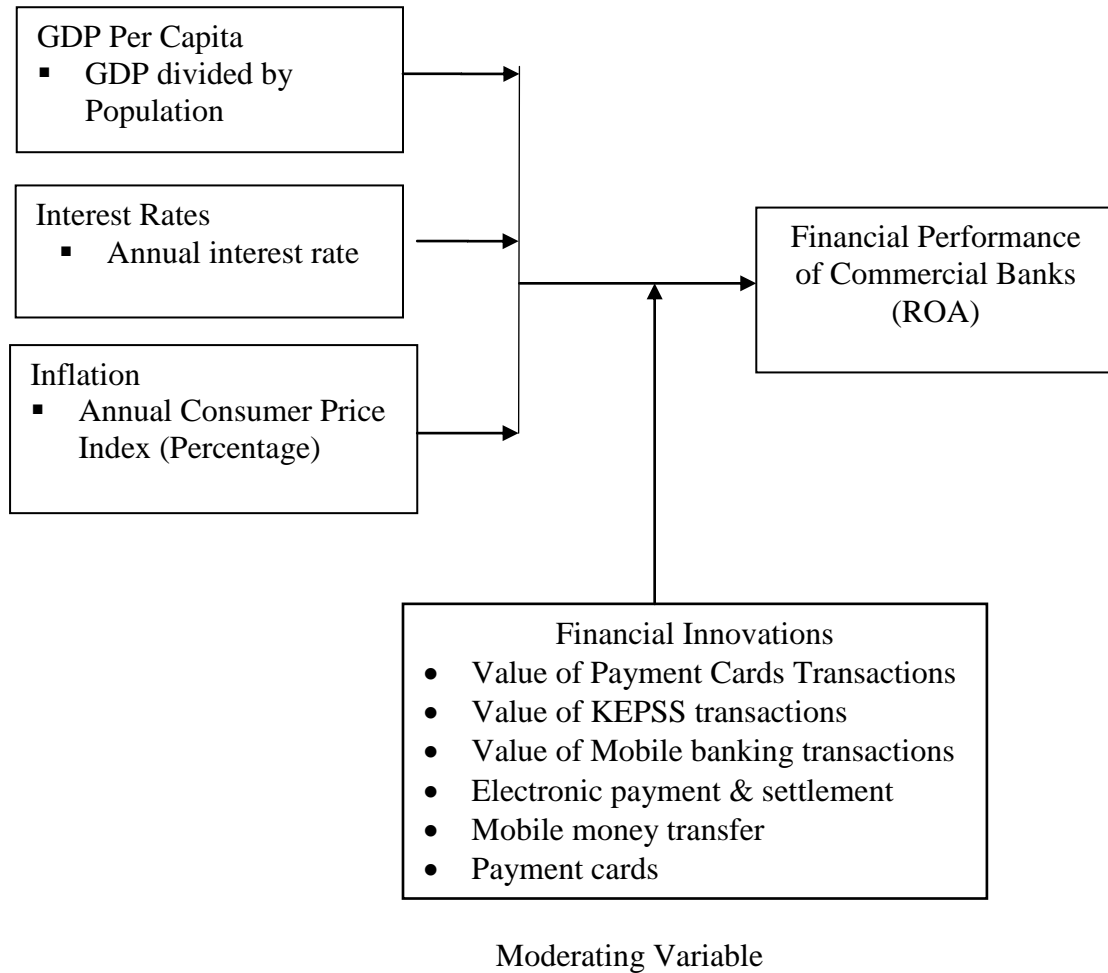 GDP Per Capita
▪ GDP divided by
Population
Interest Rates
▪ Annual interest rate
Inflation
▪ Annual Consumer Price
Index (Percentage)
Financial Performance
of Commercial Banks
(ROA)
Financial Innovations
• Value of Payment Cards Transactions
• Value of KEPSS transactions
• Value of Mobile banking transactions
• Electronic payment & settlement
• Mobile money transfer
• Payment cards
Moderating Variable